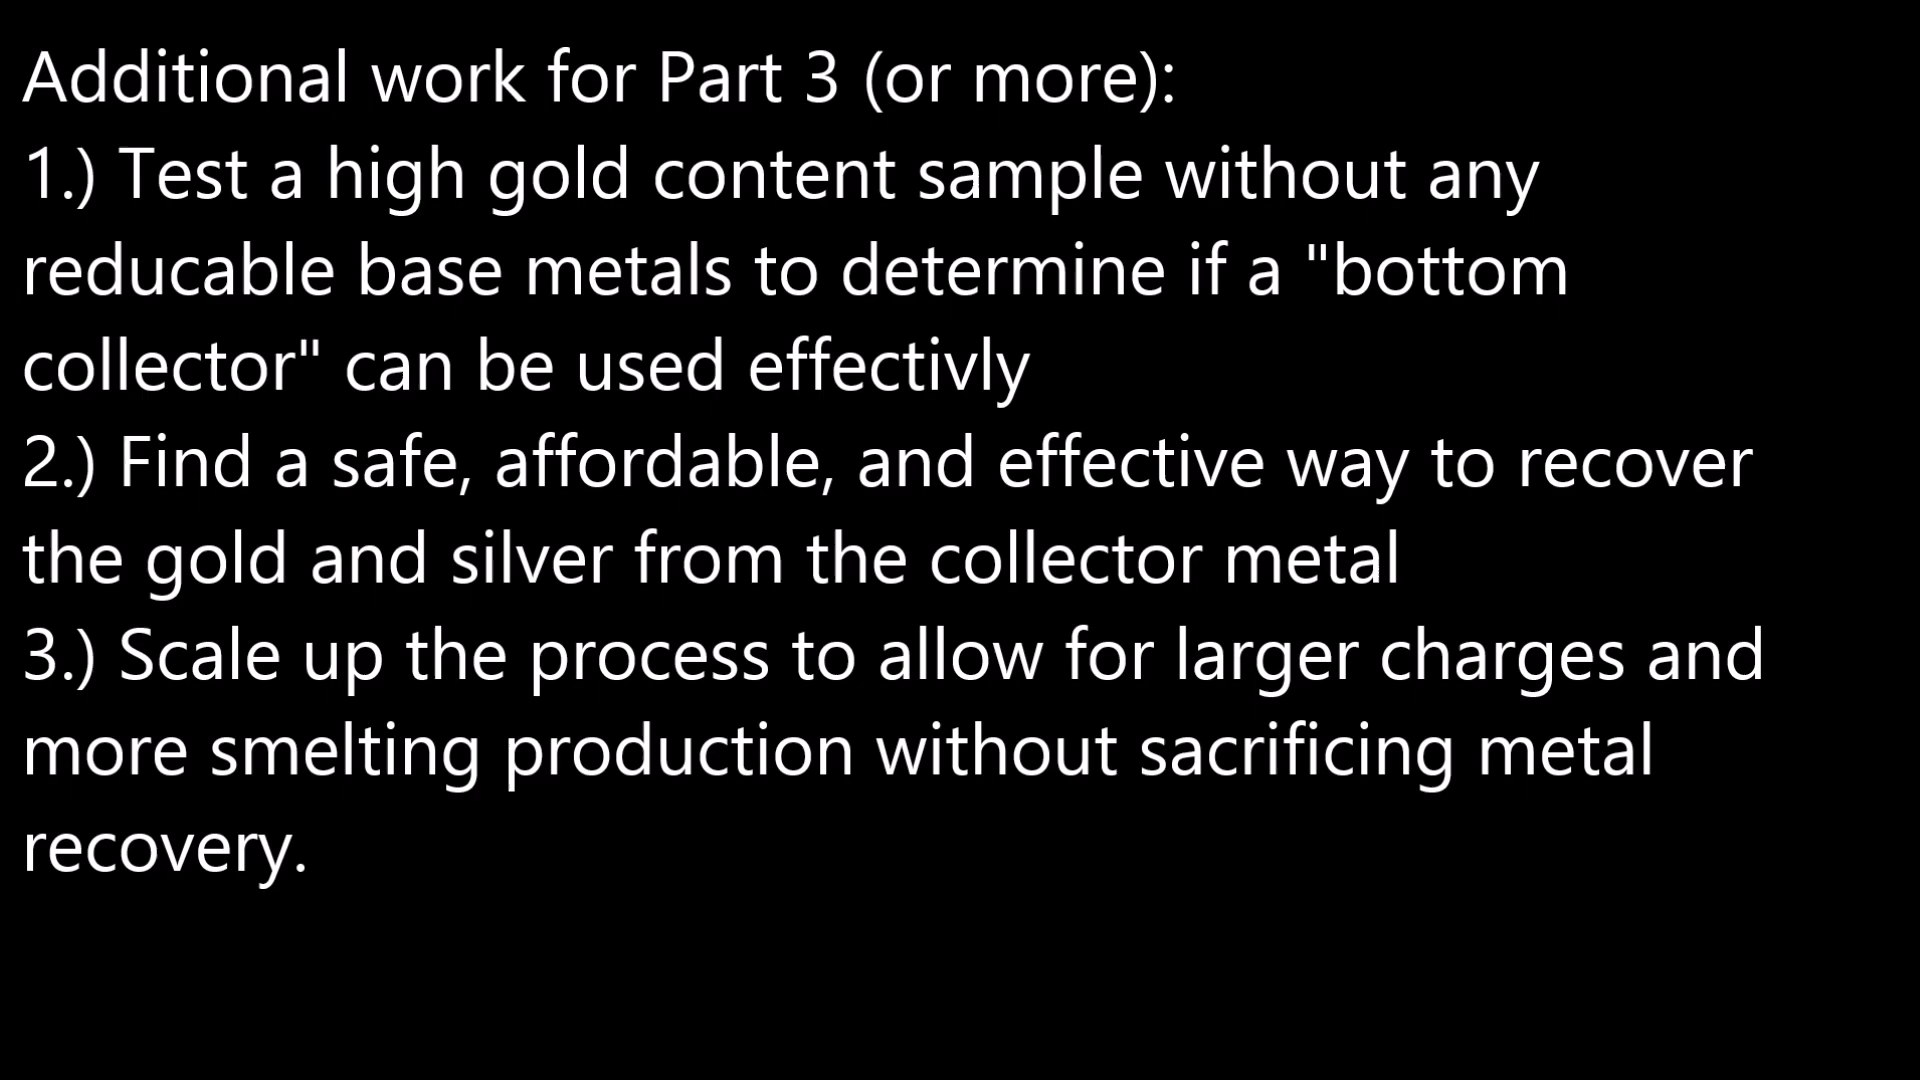 Additional work for Part 3 (or more):
1.) Test a high gold content sample without any
reducable base metals to determine if a "bottom
collector" can be used effectivly
2.) Find a safe, affordable, and effective way to recover
the gold and silver from the collector metal
3.) Scale up the process to allow for larger charges and
more smelting production without sacrificing metal
recovery.